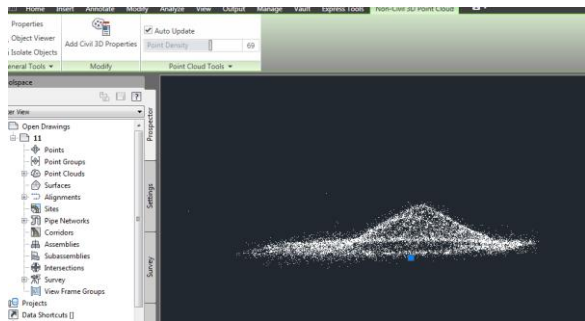 Home Insert Annotate Modify Analyze View Output Manage Vault Express Tools Non-Civil 3D Point Cloud
Properties
Object Viewer
Isolate Objects
Add Civil 3D Properties
Auto Update
Point Density 69
General Tools Modify Point Cloud Tools
Prospector
Open Drawings
11
Points
Point Groups
Point Clouds
Surfaces
Alignments
Sites
Pipe Networks
Corridors
Assemblies
Subassemblies
Intersections
Survey
View Frame Groups
Projects
Data Shortcuts []
Settings
Survey